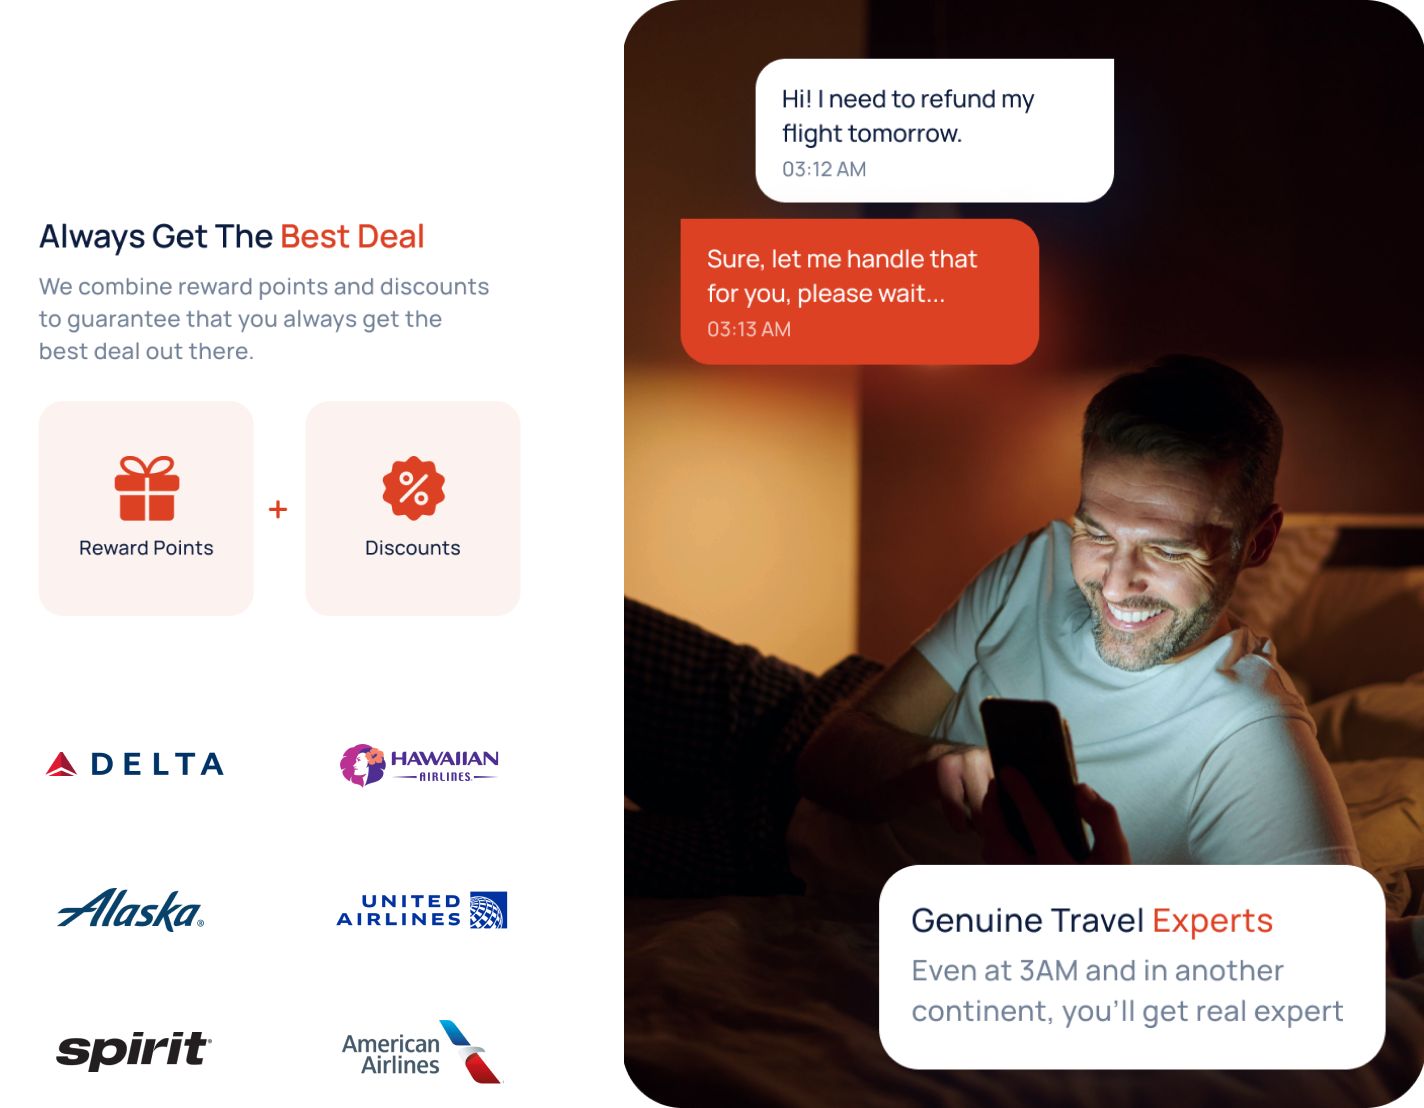 Always Get The Best Deal
We combine reward points and discounts
to guarantee that you always get the
best deal out there.
Reward Points
+
Discounts
DELTA
HAWAIIAN
AIRLINES
Alaska®
UNITED
AIRLINES
spirit
American
Airlines
Hi! I need to refund my
flight tomorrow.
03:12 AM
Sure, let me handle that
for you, please wait...
03:13 AM
Genuine Travel Experts
Even at 3AM and in another
continent, you'll get real expert